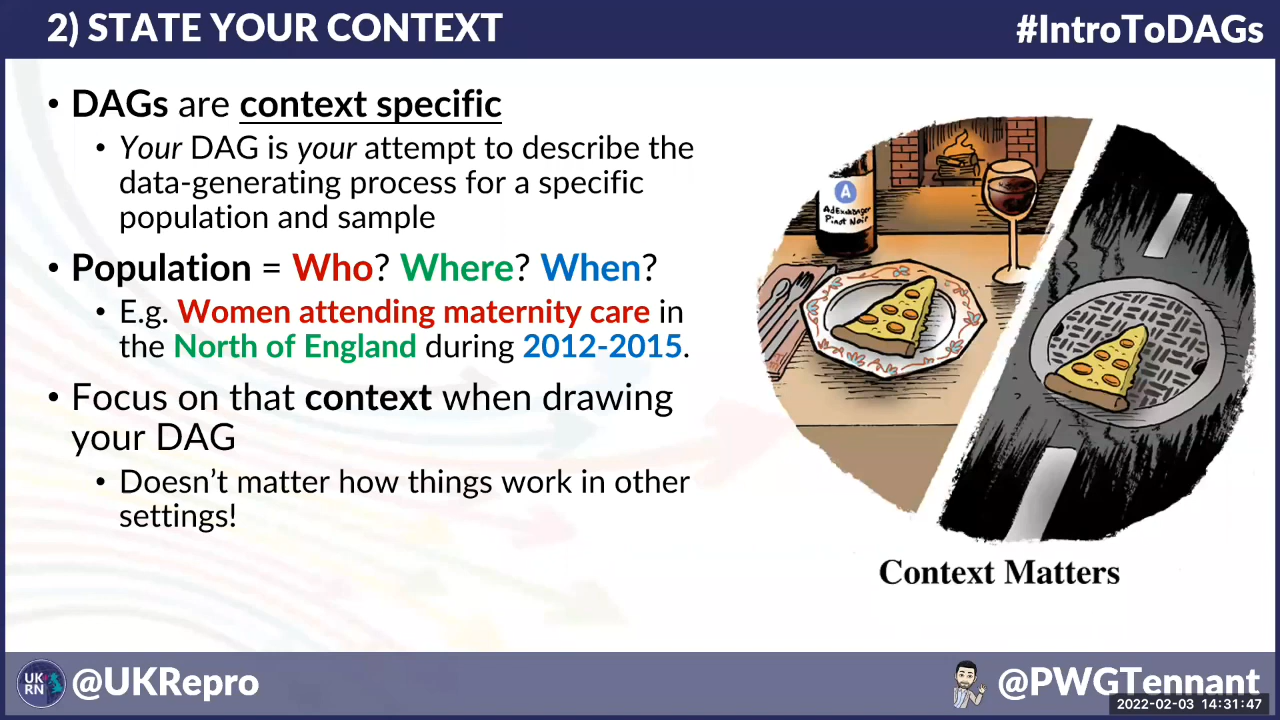 2) STATE YOUR CONTEXT
#IntroToDAGs
• DAGs are context specific
• Your DAG is your attempt to describe the
data-generating process for a specific
population and sample
• Population = Who? Where? When?
• E.g. Women attending maternity care in
the North of England during 2012-2015.
• Focus on that context when drawing
your DAG
• Doesn't matter how things work in other
settings!
A
AdExchanger
Pinot Noir
Context Matters
UK
RN
@UKRepro
@PWGTennant
2022-02-03 14:31:47